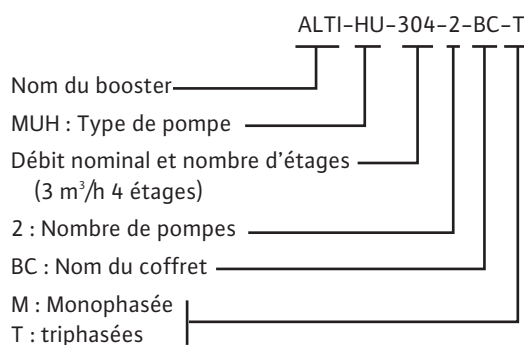 ALTI-HU-304-2-BC-T
Nom du booster
MUH : Type de pompe
Débit nominal et nombre d’étages
(3 m³/h 4 étages)
2 : Nombre de pompes
BC : Nom du coffret
M : Monophasée
T : triphasées